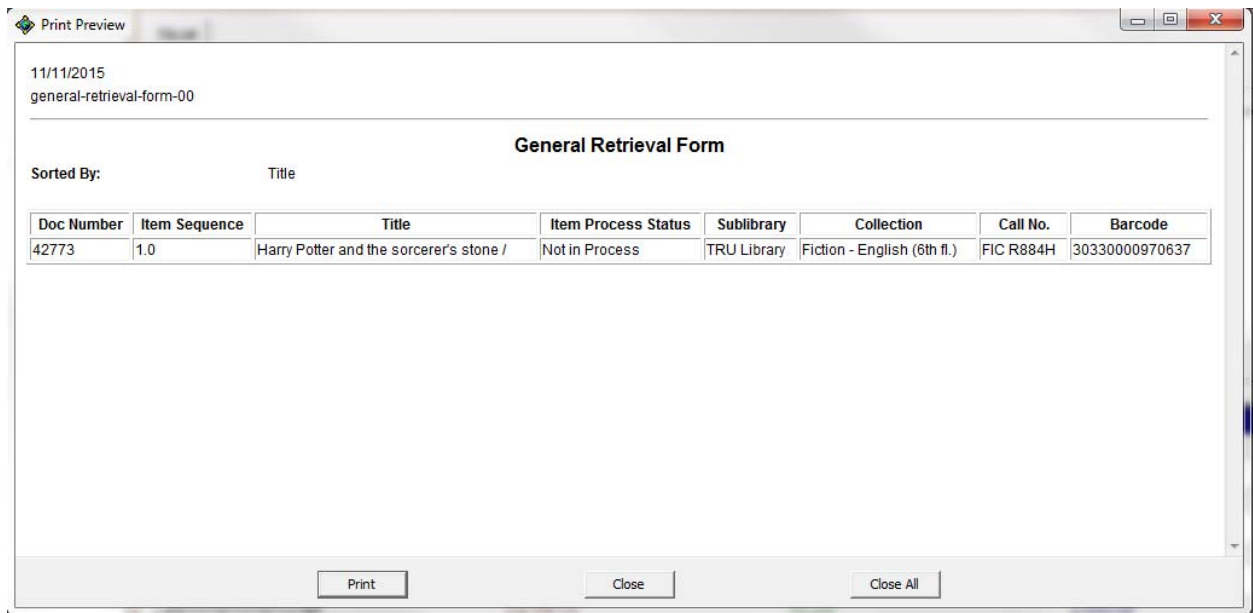 Print Preview
11/11/2015
general-retrieval-form-00
General Retrieval Form
Sorted By: Title
Doc Number Item Sequence Title Item Process Status Sublibrary Collection Call No. Barcode
42773 1.0 Harry Potter and the sorcerer's stone / Not in Process TRU Library Fiction - English (6th fl.) FIC R884H 30330000970637
Print Close Close All